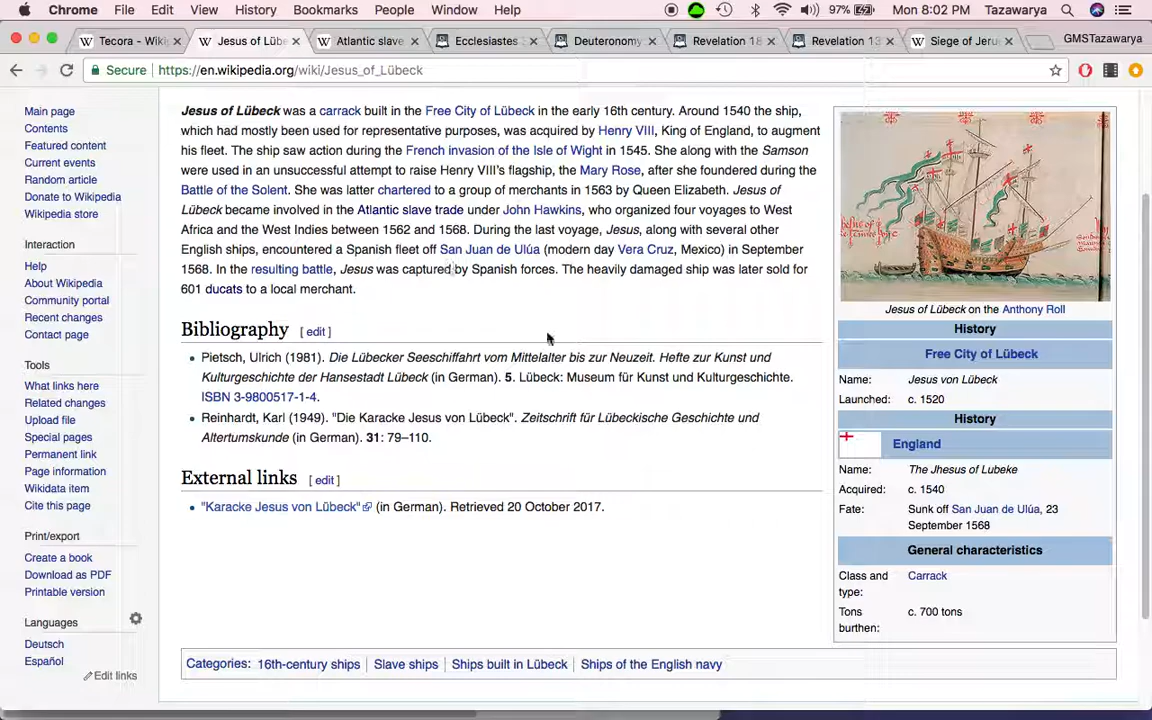 Chrome File Edit View History Bookmarks People Window Help 97% Mon 8:02 PM Tazawarya
Tecora - Wiki Jesus of Lübe Atlantic slave Ecclesiastes Deuteronomy Revelation 18 Revelation 13 Siege of Jeru GMSTazawarya
Secure https://en.wikipedia.org/wiki/Jesus_of_Lübeck
Main page
Contents
Featured content
Current events
Random article
Donate to Wikipedia
Wikipedia store
Interaction
Help
About Wikipedia
Community portal
Recent changes
Contact page
Tools
What links here
Related changes
Upload file
Special pages
Permanent link
Page information
Wikidata item
Cite this page
Print/export
Create a book
Download as PDF
Printable version
Languages
Deutsch
Español
Edit links
Jesus of Lübeck was a carrack built in the Free City of Lübeck in the early 16th century. Around 1540 the ship,
which had mostly been used for representative purposes, was acquired by Henry VIII, King of England, to augment
his fleet. The ship saw action during the French invasion of the Isle of Wight in 1545. She along with the Samson
were used in an unsuccessful attempt to raise Henry VIII's flagship, the Mary Rose, after she foundered during the
Battle of the Solent. She was latter chartered to a group of merchants in 1563 by Queen Elizabeth. Jesus of
Lübeck became involved in the Atlantic slave trade under John Hawkins, who organized four voyages to West
Africa and the West Indies between 1562 and 1568. During the last voyage, Jesus, along with several other
English ships, encountered a Spanish fleet off San Juan de Ulúa (modern day Vera Cruz, Mexico) in September
1568. In the resulting battle, Jesus was captured by Spanish forces. The heavily damaged ship was later sold for
601 ducats to a local merchant.
Bibliography [ edit ]
Pietsch, Ulrich (1981). Die Lübecker Seeschiffahrt vom Mittelalter bis zur Neuzeit. Hefte zur Kunst und
Kulturgeschichte der Hansestadt Lübeck (in German). 5. Lübeck: Museum für Kunst und Kulturgeschichte.
ISBN 3-9800517-1-4.
Reinhardt, Karl (1949). "Die Karacke Jesus von Lübeck". Zeitschrift für Lübeckische Geschichte und
Altertumskunde (in German). 31: 79–110.
External links [ edit ]
"Karacke Jesus von Lübeck" (in German). Retrieved 20 October 2017.
Jesus of Lübeck on the Anthony Roll
History
Free City of Lübeck
Name: Jesus von Lübeck
Launched: c. 1520
History
England
Name: The Jhesus of Lubeke
Acquired: c. 1540
Fate: Sunk off San Juan de Ulúa, 23
September 1568
General characteristics
Class and Carrack
type:
Tons c. 700 tons
burthen:
Categories: 16th-century ships Slave ships Ships built in Lübeck Ships of the English navy